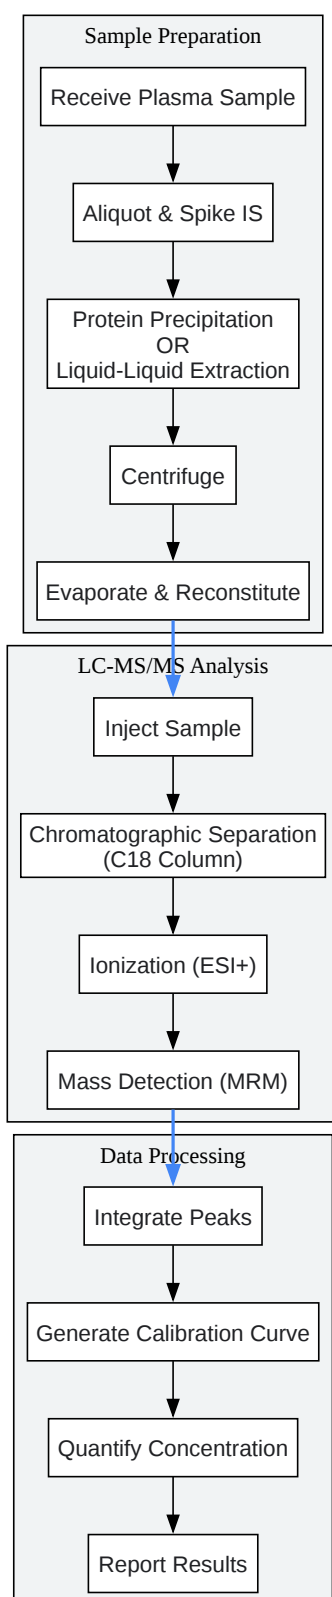 Sample Preparation
Receive Plasma Sample
Aliquot & Spike IS
Protein Precipitation
OR
Liquid-Liquid Extraction
Centrifuge
Evaporate & Reconstitute
LC-MS/MS Analysis
Inject Sample
Chromatographic Separation
(C18 Column)
Ionization (ESI+)
Mass Detection (MRM)
Data Processing
Integrate Peaks
Generate Calibration Curve
Quantify Concentration
Report Results